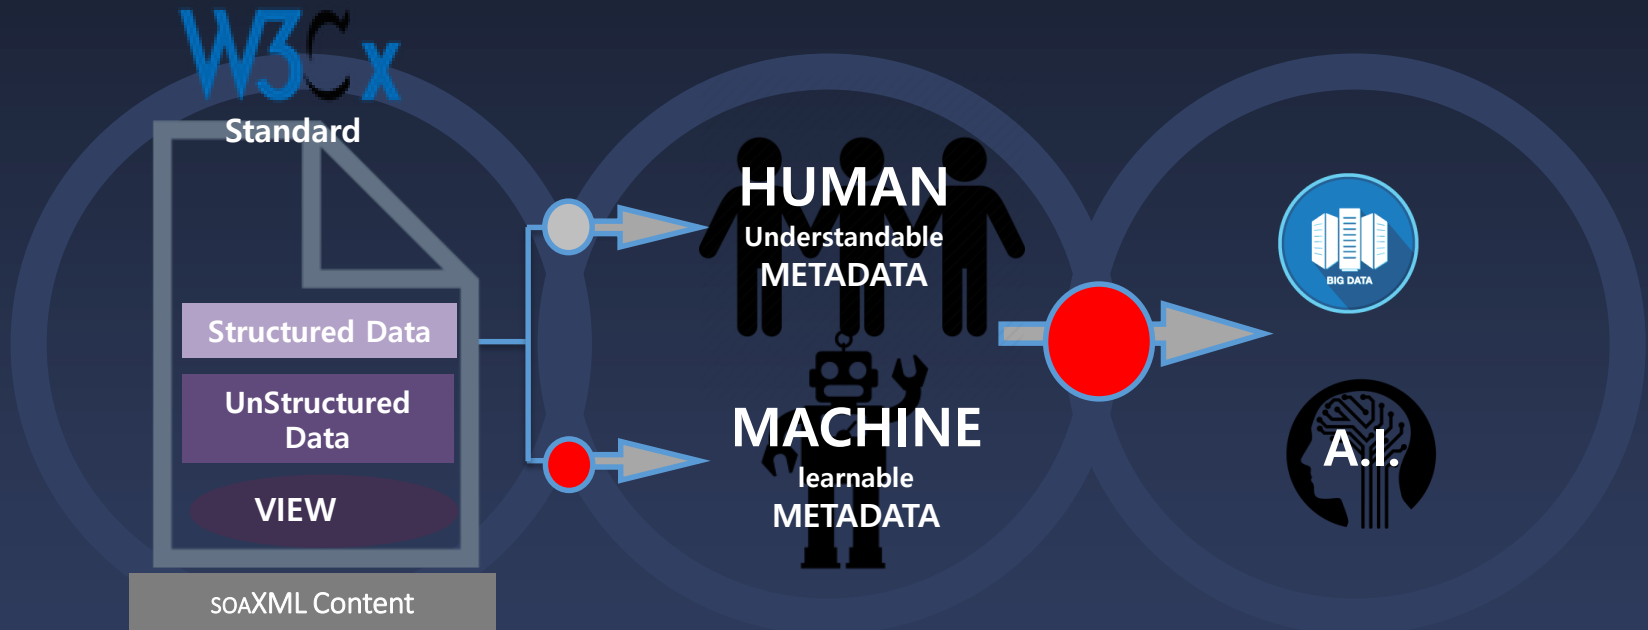 W3Cx
Standard
Structured Data
UnStructured
Data
VIEW
SOAXML Content
HUMAN
Understandable
METADATA
MACHINE
learnable
METADATA
BIG DATA
A.I.